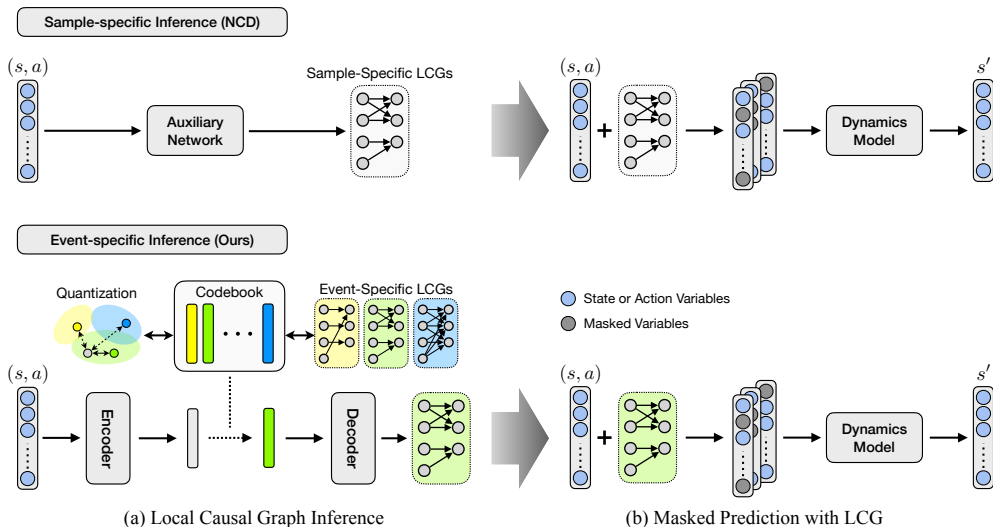 Sample-specific Inference (NCD)
(s, a)
Auxiliary
Network
Sample-Specific LCGs
(s, a)
+
Dynamics
Model
s′
Event-specific Inference (Ours)
Quantization
Codebook
Event-Specific LCGs
State or Action Variables
Masked Variables
(s, a)
Encoder
Decoder
(s, a)
+
Dynamics
Model
s′
(a) Local Causal Graph Inference
(b) Masked Prediction with LCG